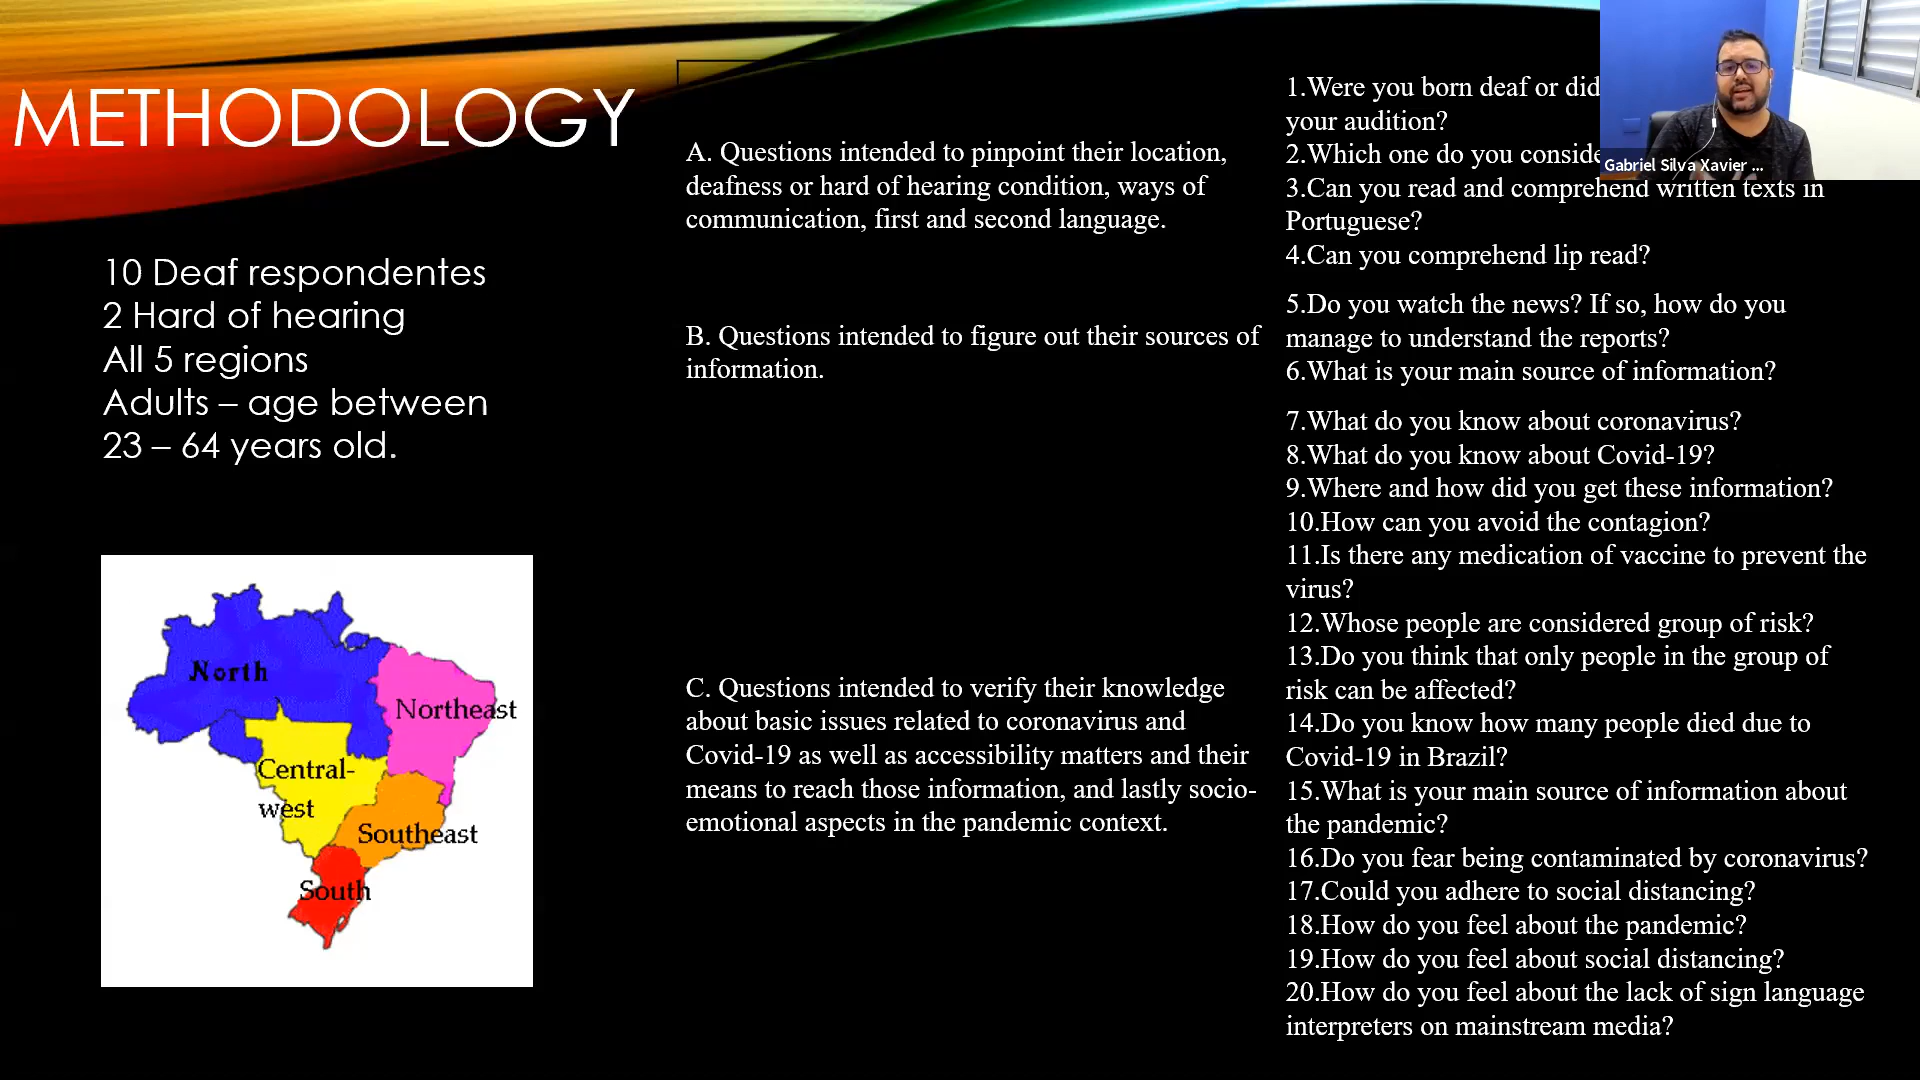 METHODOLOGY
10 Deaf respondentes
2 Hard of hearing
All 5 regions
Adults – age between
23 – 64 years old.
North
Northeast
Central-
west
Southeast
South
A. Questions intended to pinpoint their location,
deafness or hard of hearing condition, ways of
communication, first and second language.
B. Questions intended to figure out their sources of
information.
C. Questions intended to verify their knowledge
about basic issues related to coronavirus and
Covid-19 as well as accessibility matters and their
means to reach those information, and lastly socio-
emotional aspects in the pandemic context.
1.Were you born deaf or did
your audition?
2.Which one do you
3.Can you read and comprehend written texts in
Portuguese?
4.Can you comprehend lip read?
5.Do you watch the news? If so, how do you
manage to understand the reports?
6.What is your main source of information?
7.What do you know about coronavirus?
8.What do you know about Covid-19?
9.Where and how did you get these information?
10.How can you avoid the contagion?
11.Is there any medication of vaccine to prevent the
virus?
12.Whose people are considered group of risk?
13.Do you think that only people in the group of
risk can be affected?
14.Do you know how many people died due to
Covid-19 in Brazil?
15.What is your main source of information about
the pandemic?
16.Do you fear being contaminated by coronavirus?
17.Could you adhere to social distancing?
18.How do you feel about the pandemic?
19.How do you feel about social distancing?
20.How do you feel about the lack of sign language
interpreters on mainstream media?
Gabriel Silva Xavier ...